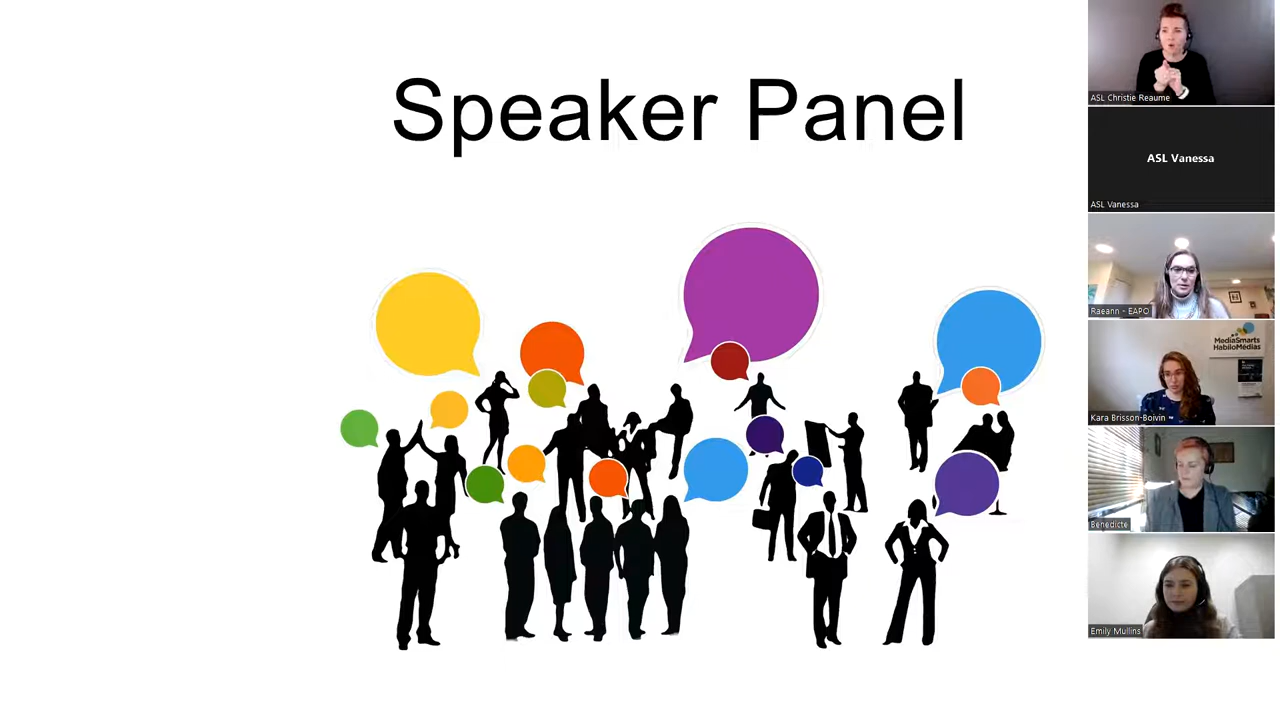 Speaker Panel
ASL Christie Reaume
ASL Vanessa
ASL Vanessa
Raeann - EAPO
MediaSmarts
HabiloMédias
Kara Brisson-Boivin
Benedicte
Emily Mullins